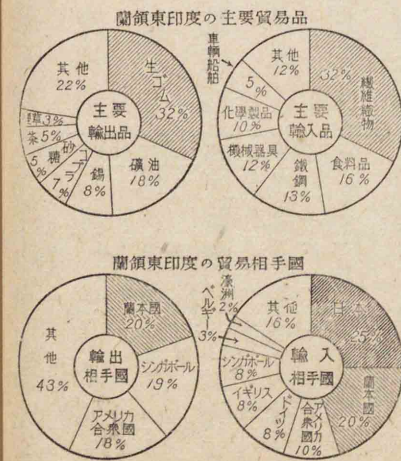 蘭領東印度の主要貿易品
主要
輸出品
生ゴム
32%
礦油
18%
錫
8%
コプラ
7%
砂糖
5%
茶5%
3%
其他
22%
主要
輸入品
32%
纖維織物
食料品
16%
鐵鋼
13%
機械器具
12%
化學製品
10%
車輛船舶
5%
其他
12%
蘭領東印度の貿易相手國
輸出
相手國
蘭本國
20%
シンガポール
19%
アメリカ
合衆國
18%
其他
43%
輸入
相手國
日本
25%
蘭本國
20%
アメリカ
合衆國
10%
ドイツ
8%
イギリス
8%
シンガポール
8%
ベルギー
3%
濠洲
2%
其他
16%